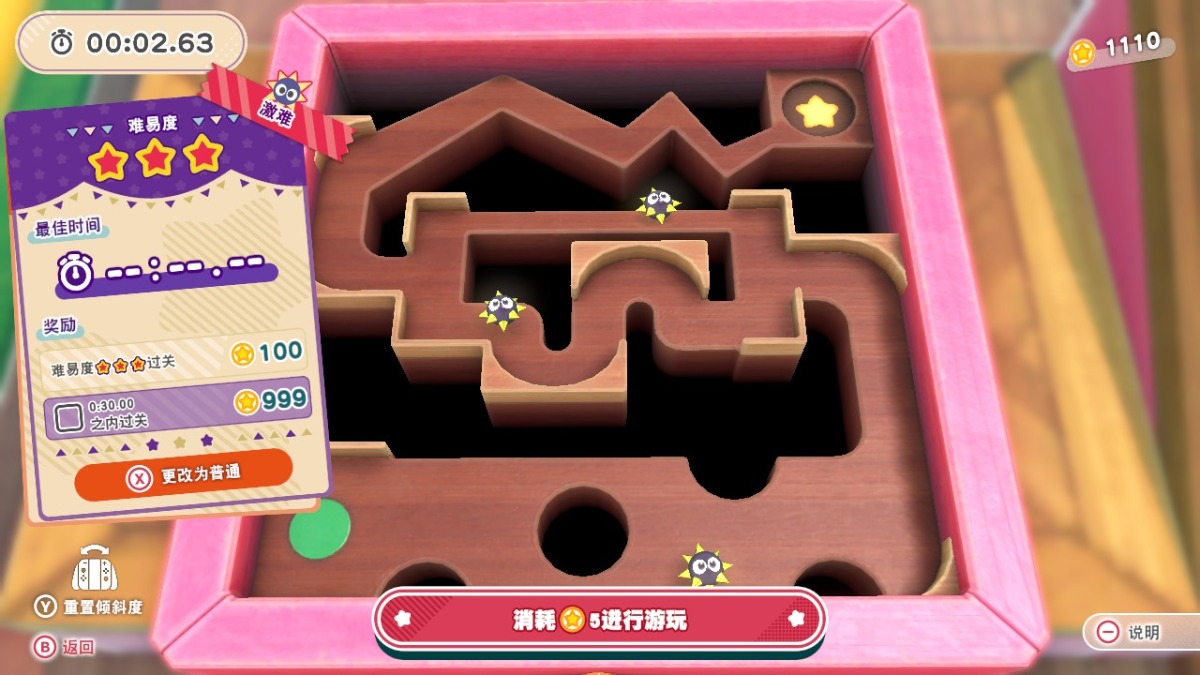 00:02.63
1110
激难
难易度
最佳时间
--:--.--
奖励
难易度 过关
100
0:30.00
之内过关
999
X 更改为普通
Y 重置倾斜度
B 返回
消耗 5进行游玩
说明